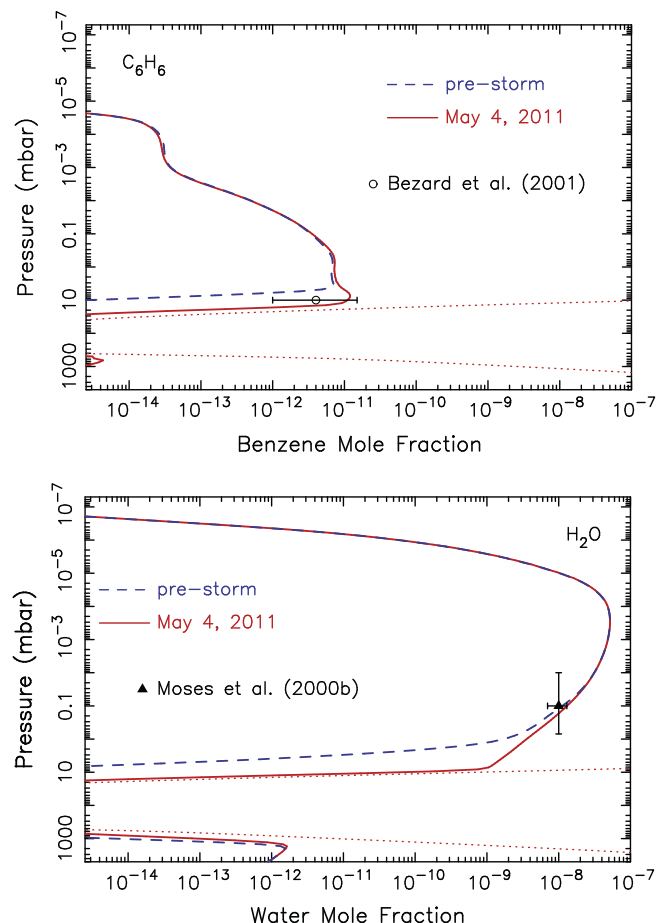 C6H6
pre-storm
May 4, 2011
Bezard et al. (2001)
Pressure (mbar)
10^-7
10^-5
10^-3
0.1
10
1000
10^-14 10^-13 10^-12 10^-11 10^-10 10^-9 10^-8 10^-7
Benzene Mole Fraction
H2O
pre-storm
May 4, 2011
Moses et al. (2000b)
Pressure (mbar)
10^-7
10^-5
10^-3
0.1
10
1000
10^-14 10^-13 10^-12 10^-11 10^-10 10^-9 10^-8 10^-7
Water Mole Fraction